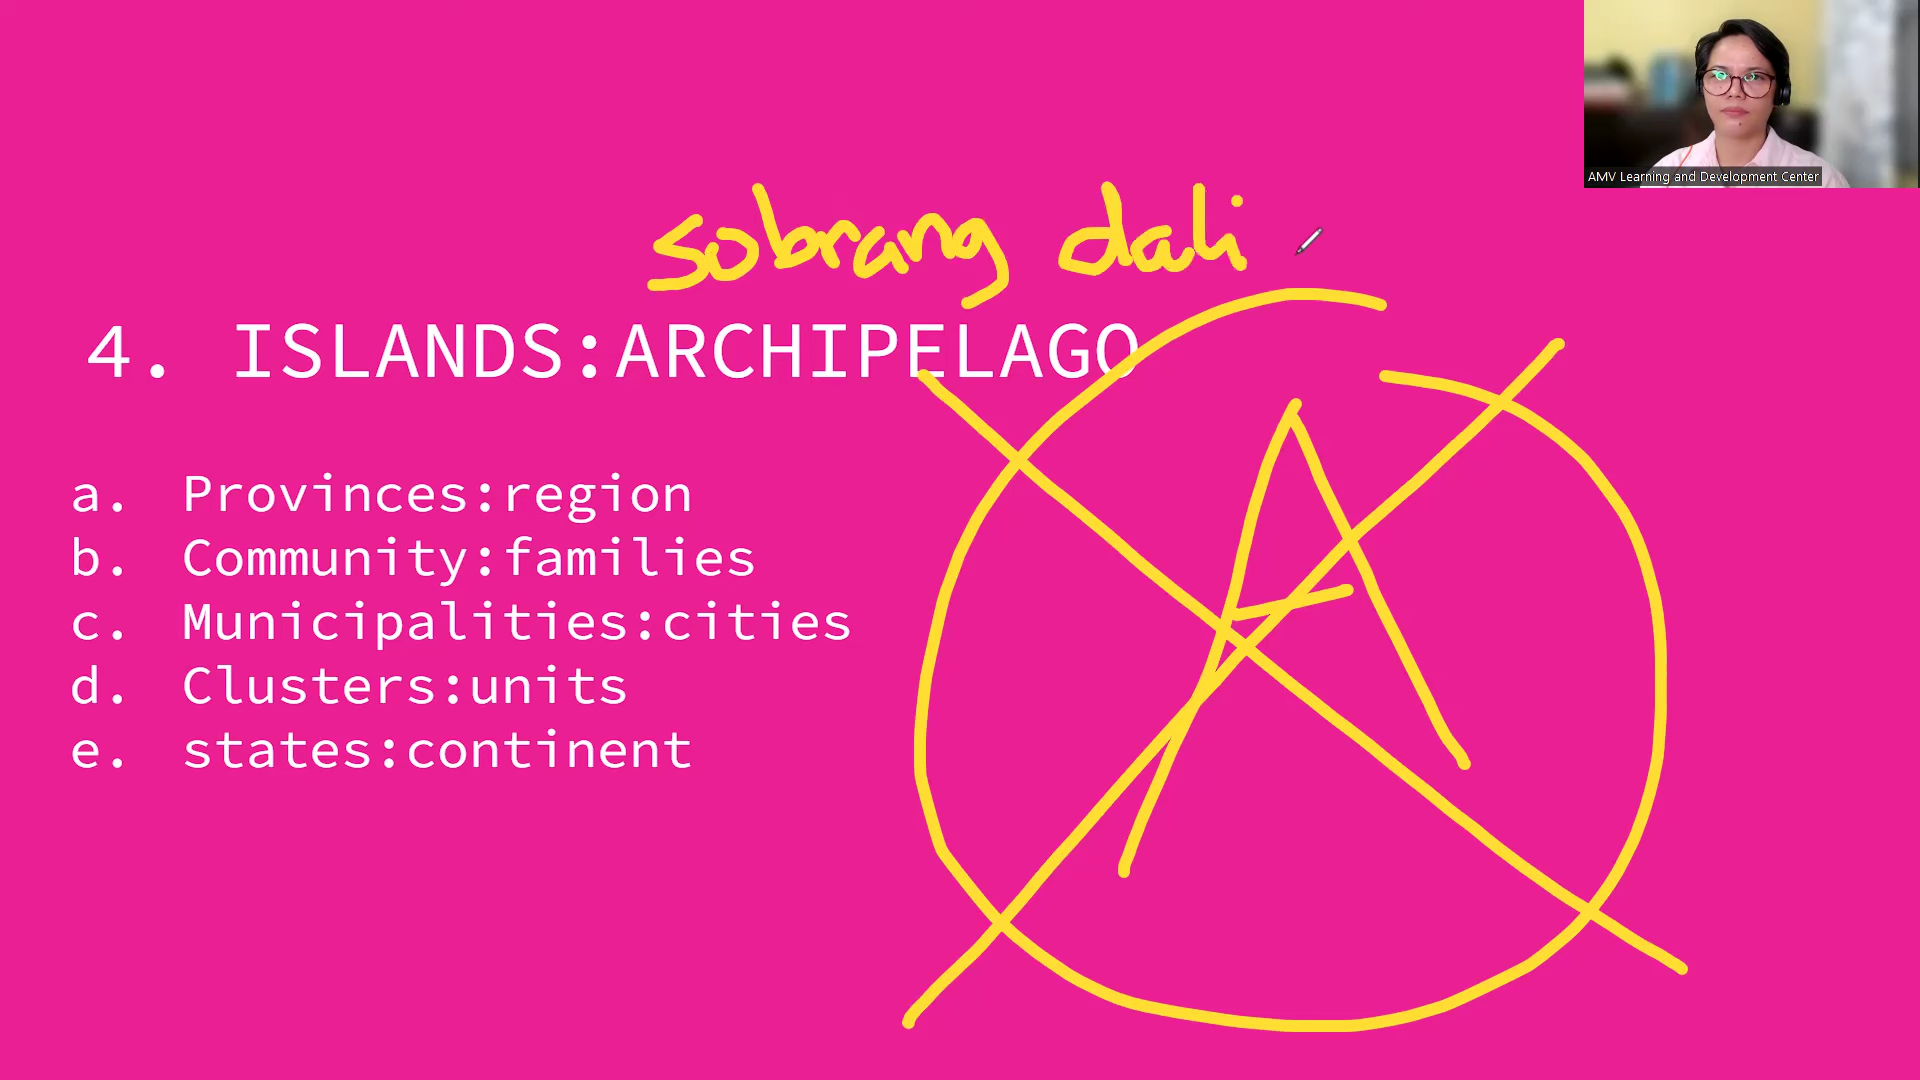 AMV Learning and Development Center
sobrang dali
4. ISLANDS:ARCHIPELAGO
a. Provinces:region
b. Community:families
c. Municipalities:cities
d. Clusters:units
e. states:continent
A